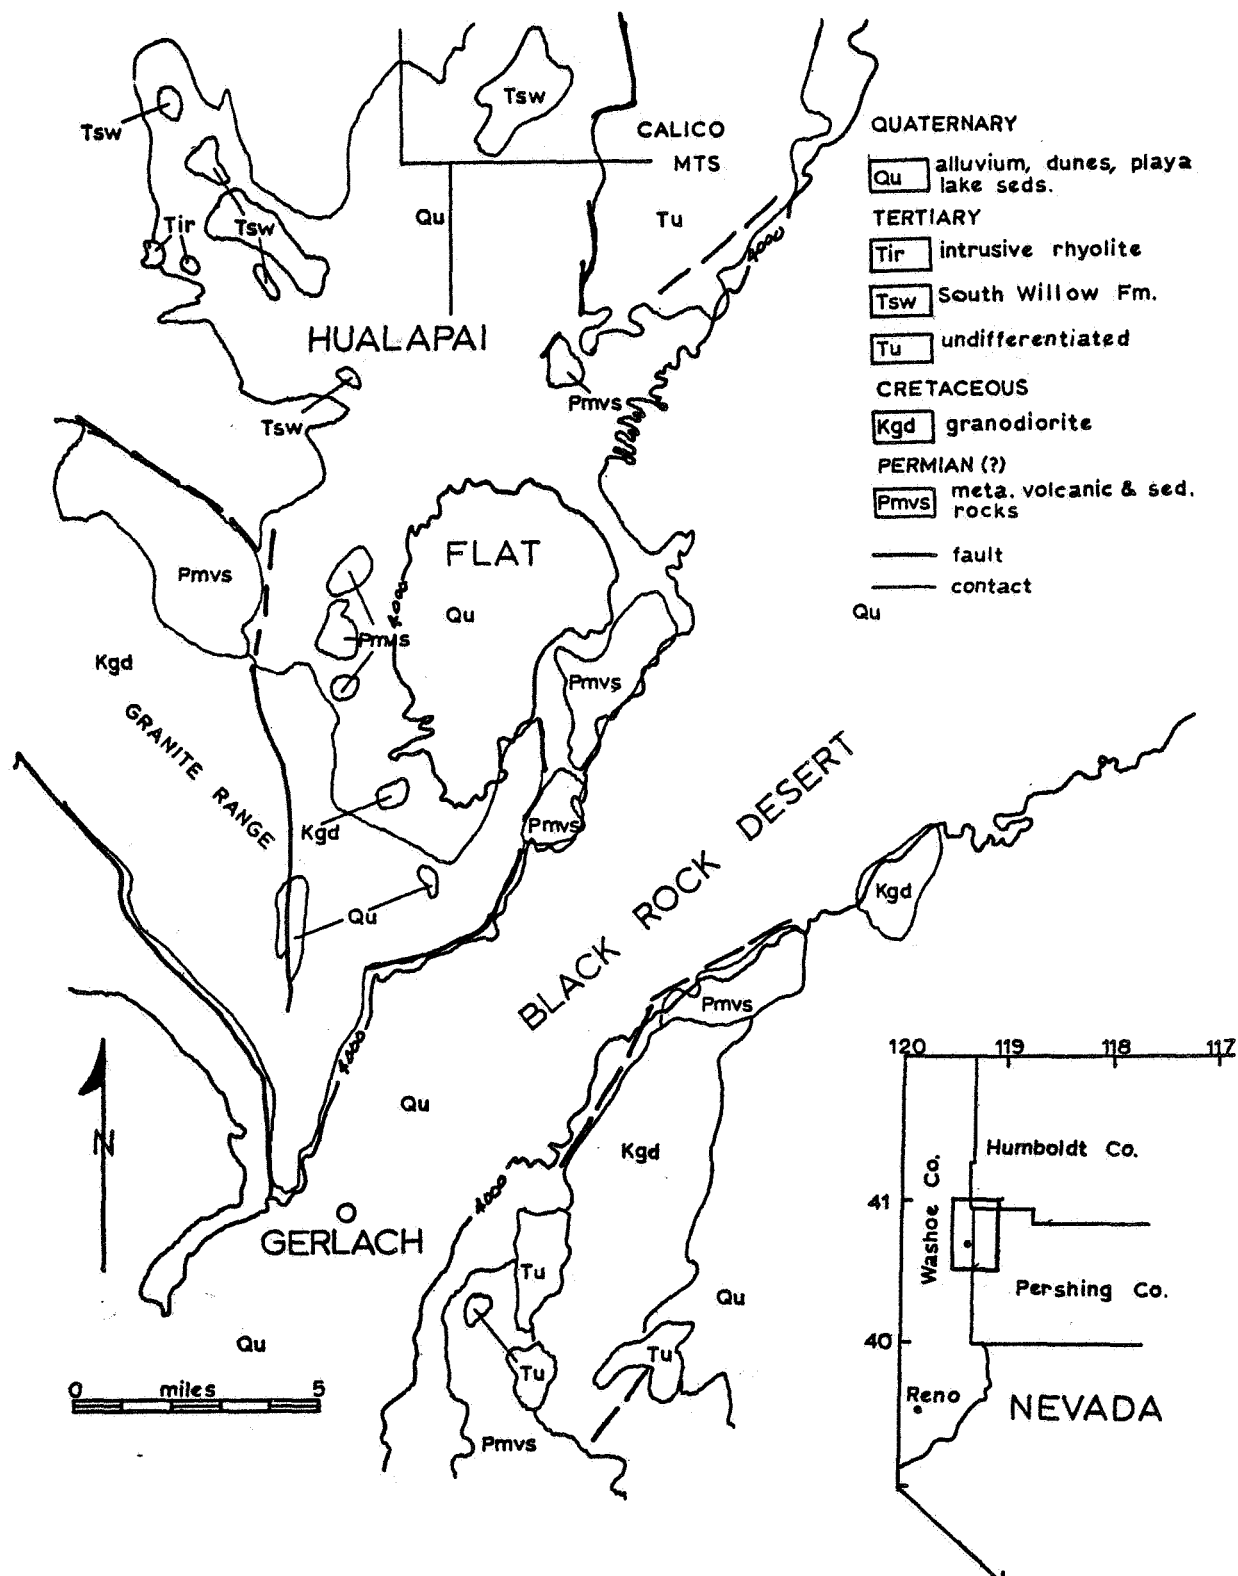 Tsw
Tsw
CALICO
MTS
Qu
Tu
Tir
Tsw
4000
HUALAPAI
Pmvs
Tsw
QUATERNARY
Qu alluvium, dunes, playa
lake seds.
TERTIARY
Tir intrusive rhyolite
Tsw South Willow Fm.
Tu undifferentiated
CRETACEOUS
Kgd granodiorite
PERMIAN (?)
Pmvs meta. volcanic & sed.
rocks
fault
contact
Qu
FLAT
Qu
4000
Pmvs
Pmvs
Pmvs
Kgd
GRANITE RANGE
Kgd
Pmvs
Qu
BLACK ROCK DESERT
Kgd
Pmvs
4000
Qu
Kgd
4000
N
GERLACH
Tu
Tu
Tu
Qu
Qu
Pmvs
0 miles 5
120 119 118 117
Humboldt Co.
Washoe Co.
41
Pershing Co.
40
Reno
NEVADA